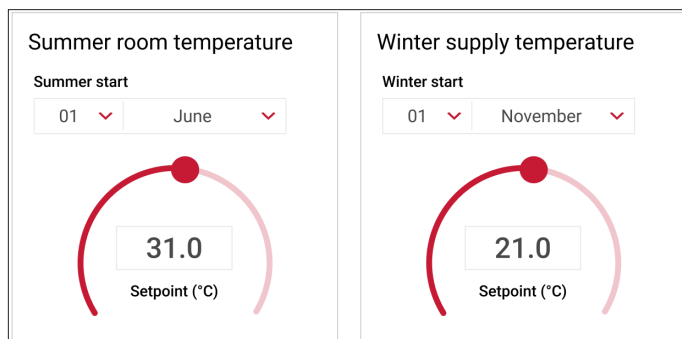 Summer room temperature
Summer start
01 June
31.0
Setpoint (°C)
Winter supply temperature
Winter start
01 November
21.0
Setpoint (°C)